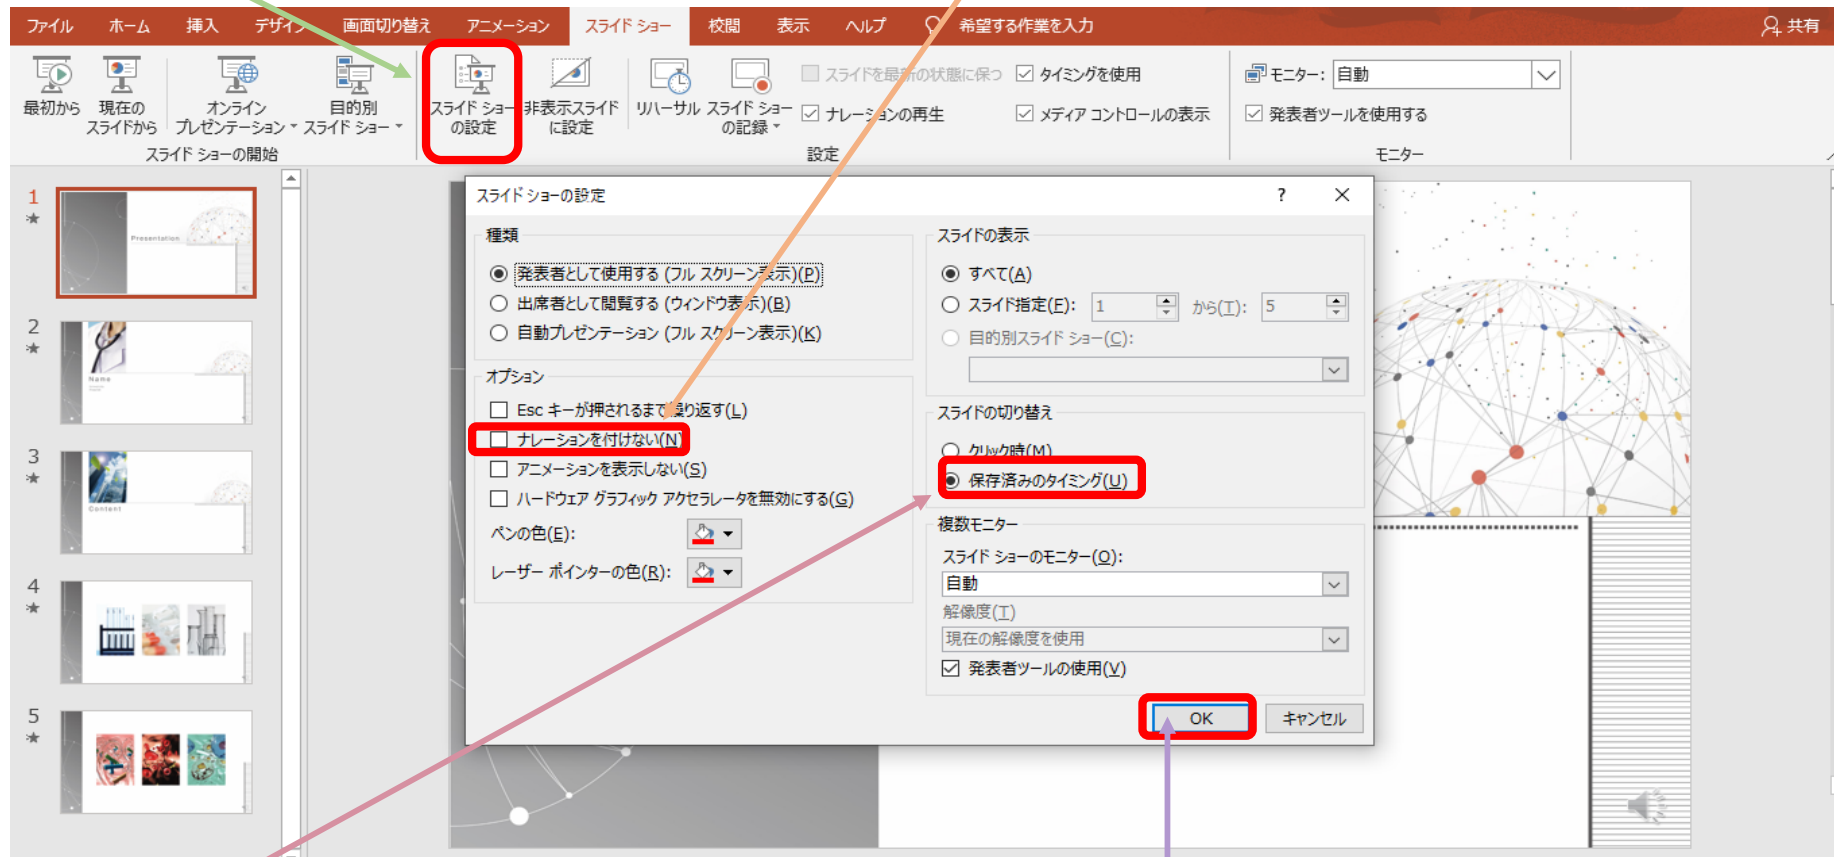 ファイル ホーム 挿入 デザイン 画面切り替え アニメーション スライド ショー 校閲 表示 ヘルプ 希望する作業を入力 共有
最初から 現在の スライドから
オンライン プレゼンテーション
目的別 スライド ショー
スライド ショー の設定
非表示スライド に設定
リハーサル
スライド ショー の記録
スライドを最新の状態に保つ
ナレーションの再生
タイミングを使用
メディア コントロールの表示
モニター: 自動
発表者ツールを使用する
スライド ショーの開始 設定 モニター
1
Presentation
2
Name
3
Content
4
5
スライド ショーの設定 ?
種類
発表者として使用する (フル スクリーン表示)(P)
出席者として閲覧する (ウィンドウ表示)(B)
自動プレゼンテーション (フル スクリーン表示)(K)
オプション
Esc キーが押されるまで繰り返す(L)
ナレーションを付けない(N)
アニメーションを表示しない(S)
ハードウェア グラフィック アクセラレータを無効にする(G)
ペンの色(E):
レーザー ポインターの色(R):
スライドの表示
すべて(A)
スライド指定(F): 1 から(T): 5
目的別スライド ショー(C):
スライドの切り替え
クリック時(M)
保存済みのタイミング(U)
複数モニター
スライド ショーのモニター(O):
自動
解像度(T)
現在の解像度を使用
発表者ツールの使用(V)
OK キャンセル